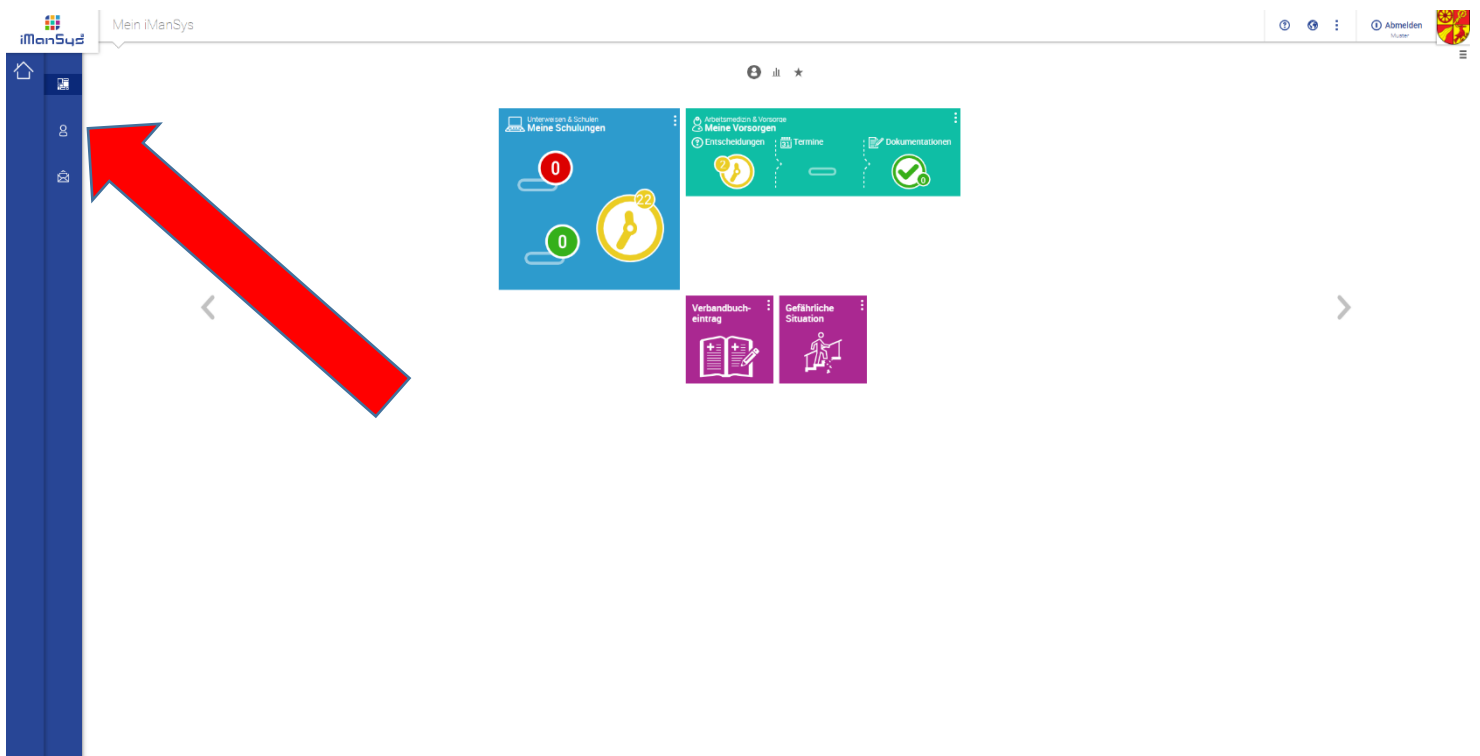 iManSys
Mein iManSys
Abmelden
Muster
Unterweisen & Schulen
Meine Schulungen
0
22
0
Arbeitsmedizin & Vorsorge
Meine Vorsorgen
Entscheidungen
Termine
Dokumentationen
2
0
Verbandbuch-
eintrag
Gefährliche
Situation